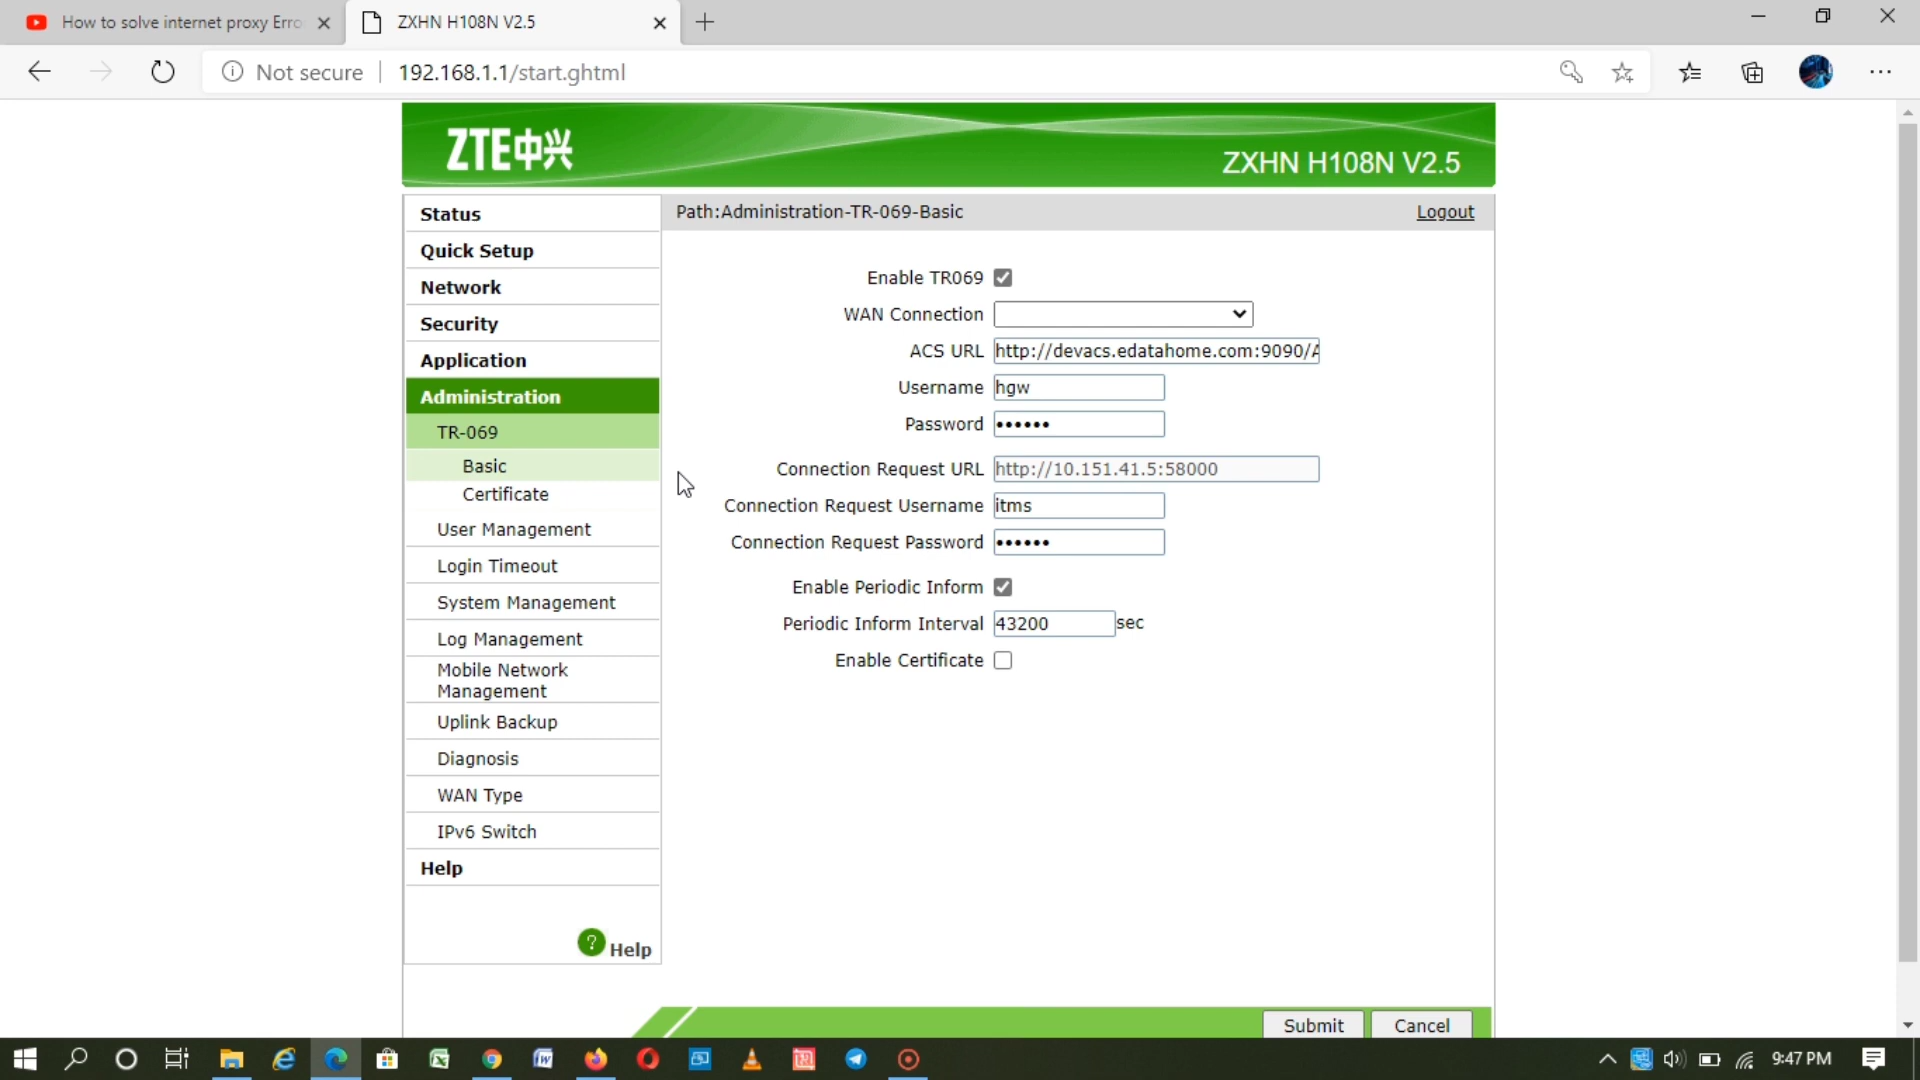 How to solve internet proxy Erro
ZXHN H108N V2.5
Not secure
192.168.1.1/start.ghtml
ZTE中兴
ZXHN H108N V2.5
Path:Administration-TR-069-Basic
Logout
Status
Quick Setup
Network
Security
Application
Administration
TR-069
Basic
Certificate
User Management
Login Timeout
System Management
Log Management
Mobile Network
Management
Uplink Backup
Diagnosis
WAN Type
IPv6 Switch
Help
? Help
Enable TR069
WAN Connection
ACS URL http://devacs.edatahome.com:9090/A
Username hgw
Password ••••••
Connection Request URL http://10.151.41.5:58000
Connection Request Username itms
Connection Request Password ••••••
Enable Periodic Inform
Periodic Inform Interval 43200 sec
Enable Certificate
Submit
Cancel
9:47 PM